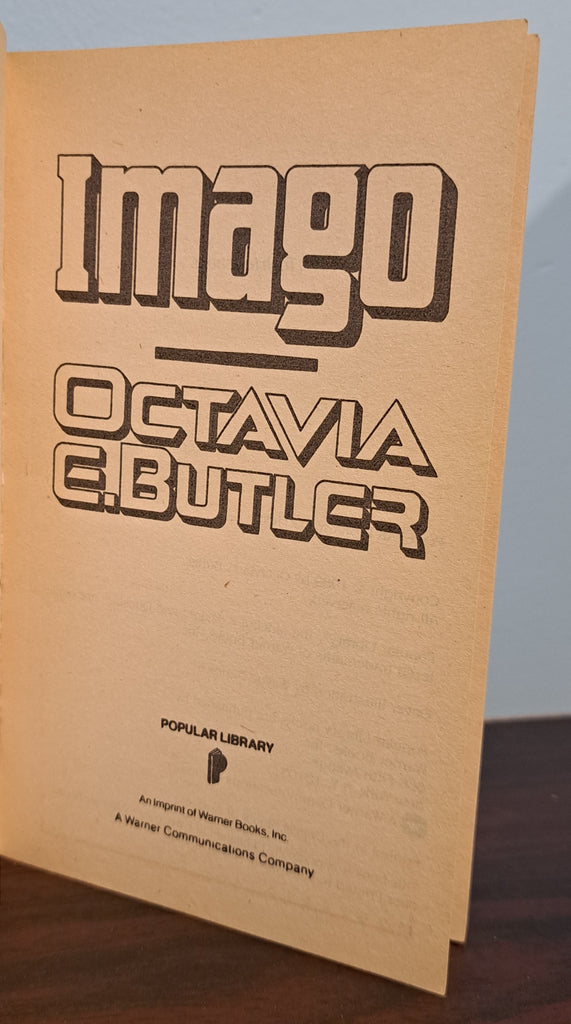 Imago
OCTAVIA
E. BUTLER
POPULAR LIBRARY
An Imprint of Warner Books, Inc.
A Warner Communications Company